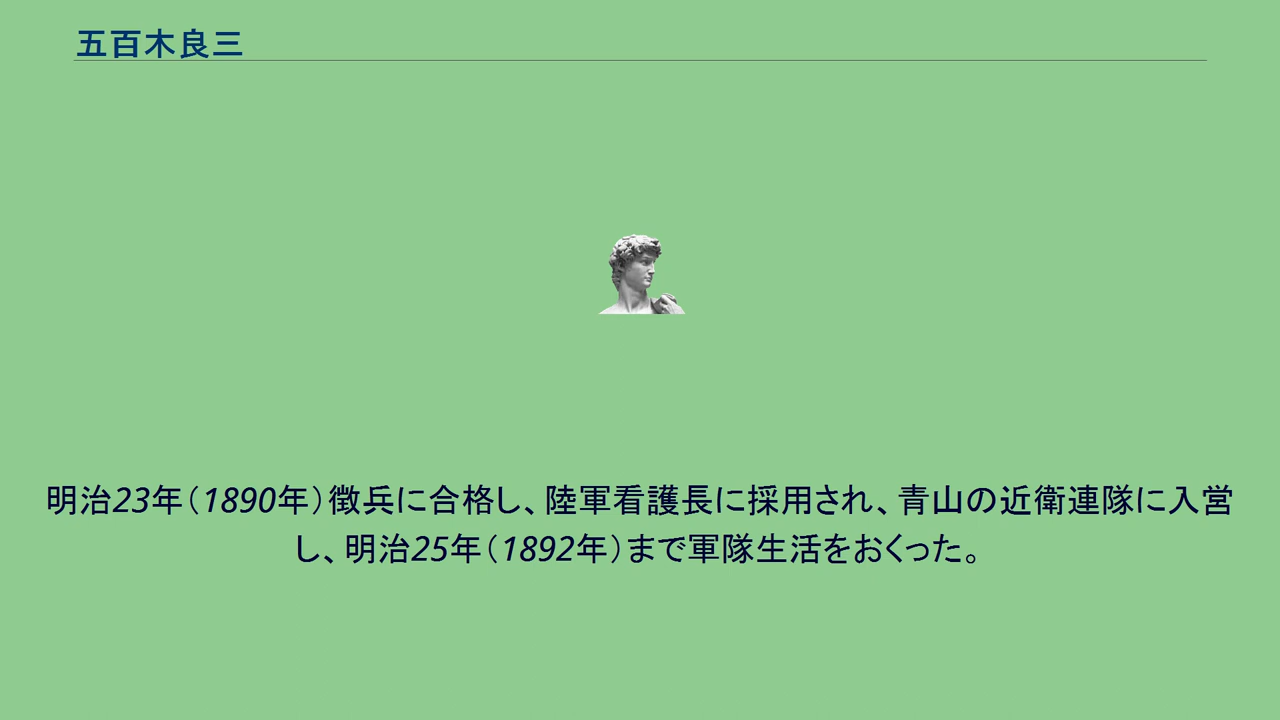 五百木良三
明治23年（1890年）徴兵に合格し、陸軍看護長に採用され、青山の近衛連隊に入営
し、明治25年（1892年）まで軍隊生活をおくった。